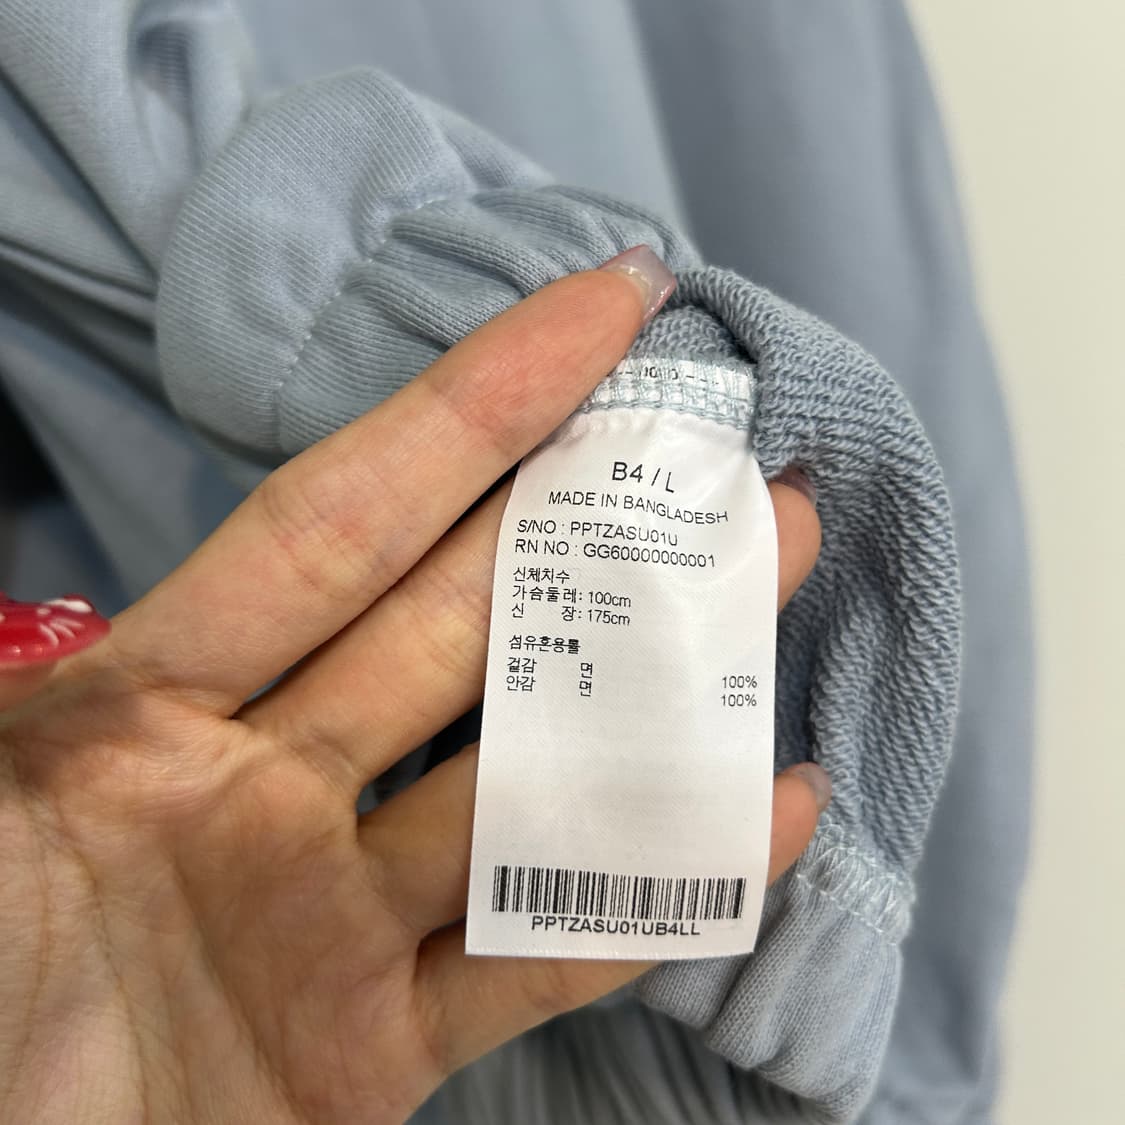 B4 / L
MADE IN BANGLADESH
S/NO : PPTZASU01U
RN NO : GG60000000001
신체치수
가슴둘레: 100cm
신 장: 175cm
섬유혼용률
겉감 면 100%
안감 면 100%
PPTZASU01UB4LL